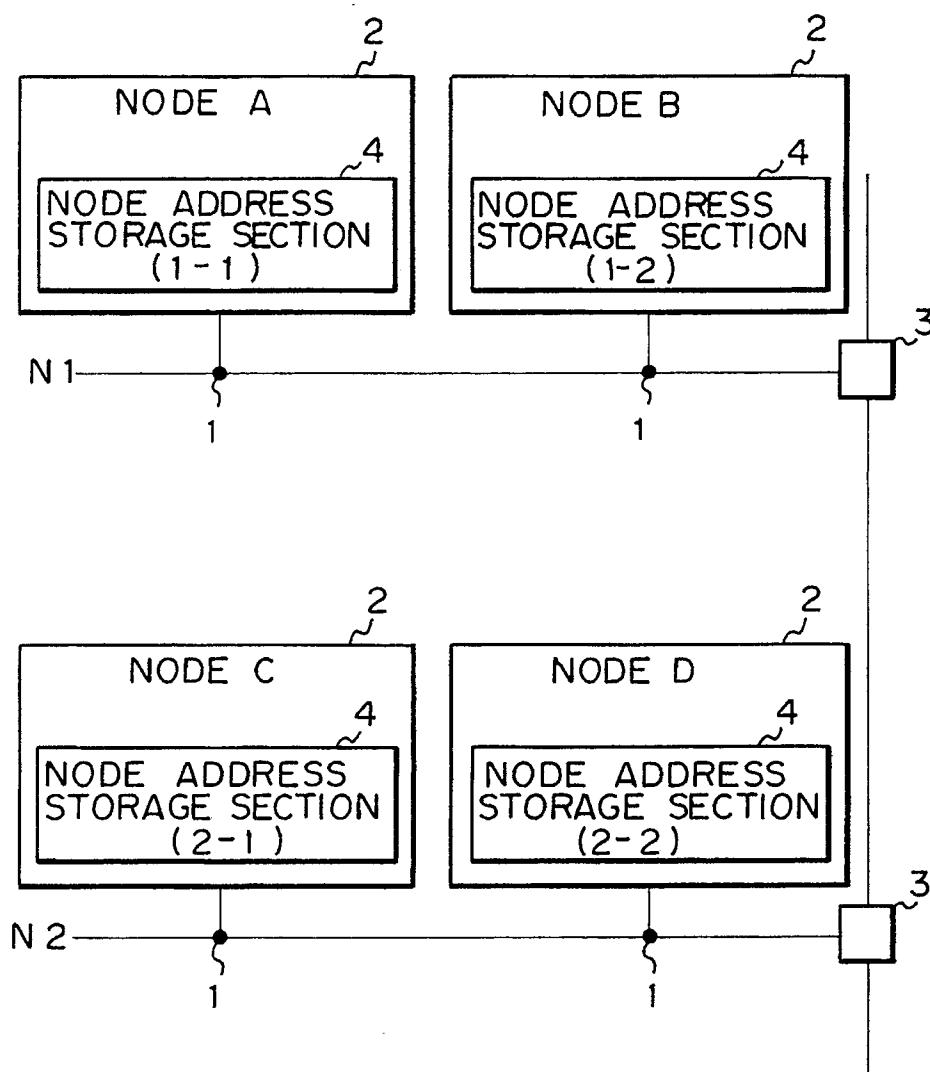 2
2
NODE A
NODE B
4
4
NODE ADDRESS
STORAGE SECTION
(1-1)
NODE ADDRESS
STORAGE SECTION
(1-2)
3
N1
1
1
2
2
NODE C
NODE D
4
4
NODE ADDRESS
STORAGE SECTION
(2-1)
NODE ADDRESS
STORAGE SECTION
(2-2)
3
N2
1
1